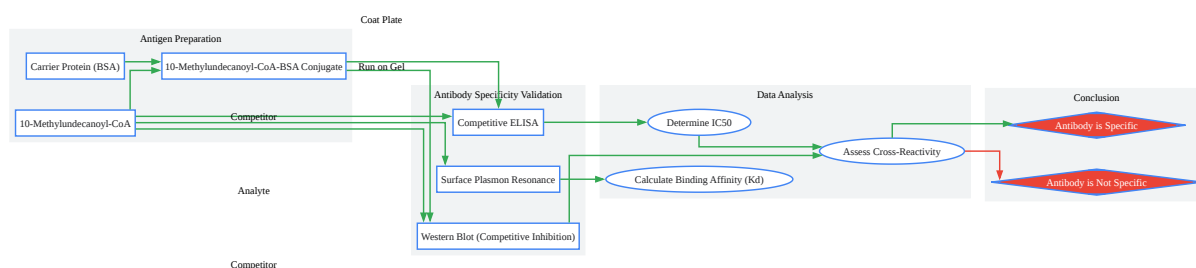 Coat Plate
Antigen Preparation
Carrier Protein (BSA)
10-Methylundecanoyl-CoA-BSA Conjugate
Run on Gel
Antibody Specificity Validation
Data Analysis
Conclusion
10-Methylundecanoyl-CoA
Competitor
Competitive ELISA
Determine IC50
Antibody is Specific
Assess Cross-Reactivity
Surface Plasmon Resonance
Calculate Binding Affinity (Kd)
Antibody is Not Specific
Analyte
Western Blot (Competitive Inhibition)
Competitor